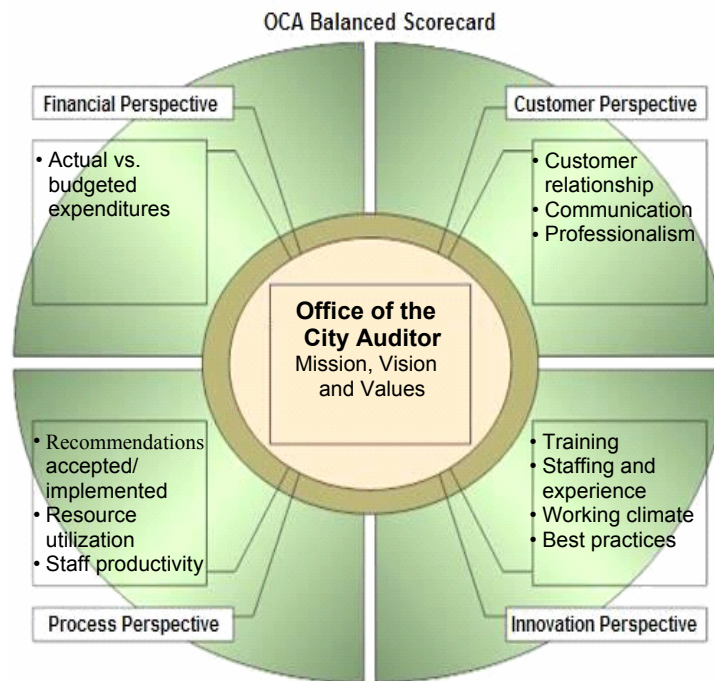 OCA Balanced Scorecard
Financial Perspective
• Actual vs.
budgeted
expenditures
Customer Perspective
• Customer
relationship
• Communication
• Professionalism
Office of the
City Auditor
Mission, Vision
and Values
• Recommendations
accepted/
implemented
• Resource
utilization
• Staff productivity
Process Perspective
• Training
• Staffing and
experience
• Working climate
• Best practices
Innovation Perspective